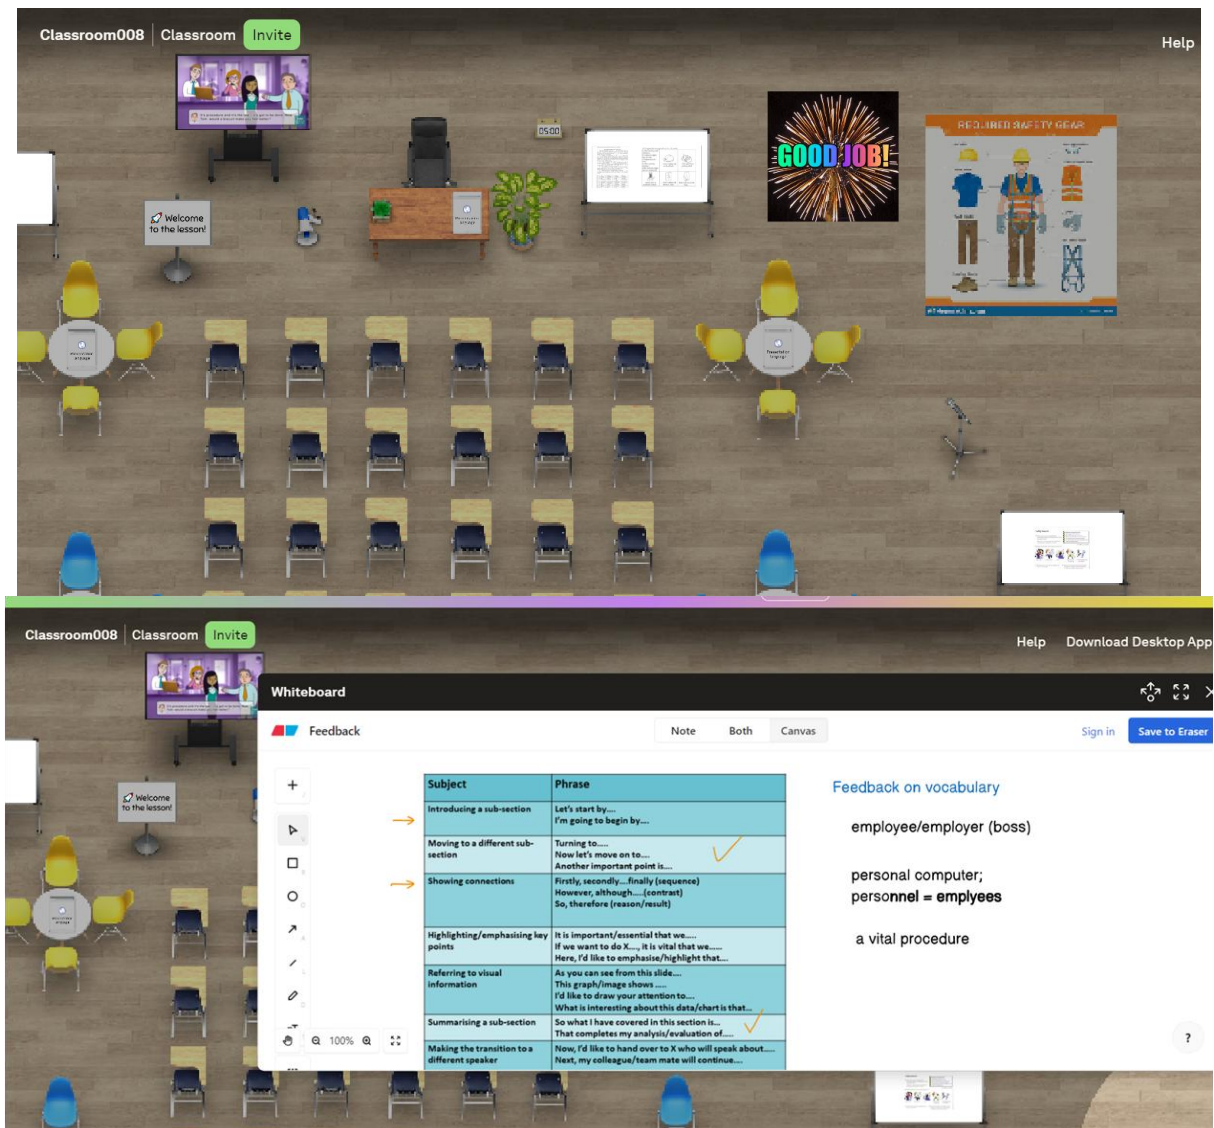 Classroom008 Classroom Invite
Help
05:00
Welcome
to the lesson!
GOOD JOB!
REQUIRED SAFETY GEAR
Classroom008 Classroom Invite
Help Download Desktop App
Whiteboard
Feedback
Note Both Canvas
Sign in Save to Eraser
Welcome
to the lesson!
Subject Phrase
Introducing a sub-section
Let's start by....
I'm going to begin by....
Moving to a different sub-
section
Turning to.....
Now let's move on to....
Another important point is....
Showing connections
Firstly, secondly....finally (sequence)
However, although.....(contrast)
So, therefore (reason/result)
Highlighting/emphasising key
points
It is important/essential that we.....
If we want to do X...., it is vital that we......
Here, I'd like to emphasise/highlight that....
Referring to visual
information
As you can see from this slide....
This graph/image shows .....
I'd like to draw your attention to....
What is interesting about this data/chart is that...
Summarising a sub-section
So what I have covered in this section is...
That completes my analysis/evaluation of.....
Making the transition to a
different speaker
Now, I'd like to hand over to X who will speak about.....
Next, my colleague/team mate will continue....
Feedback on vocabulary
employee/employer (boss)
personal computer;
personnel = emplyees
a vital procedure
100%
?